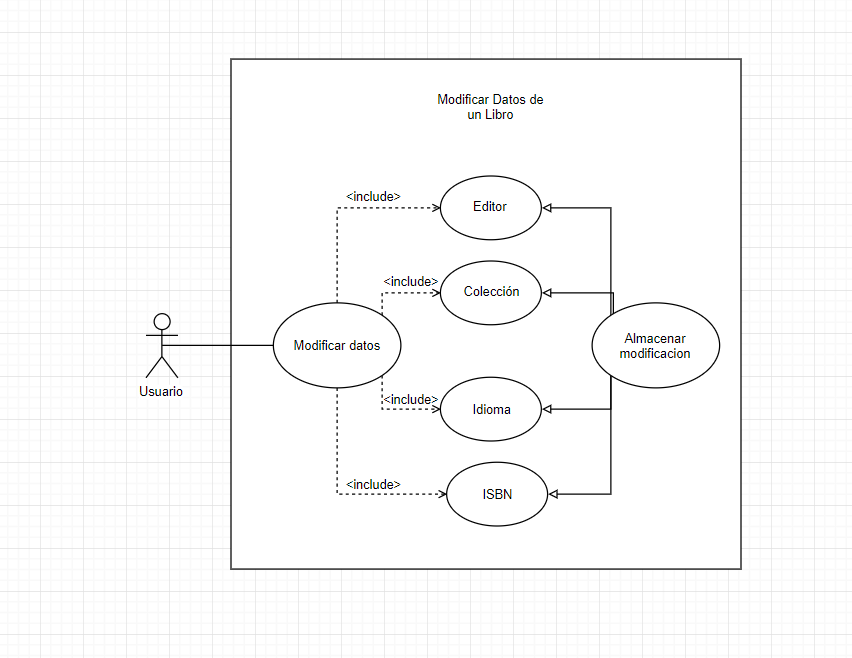 Modificar Datos de
un Libro
<include>
Editor
<include>
Colección
Modificar datos
Almacenar
modificacion
Usuario
<include>
Idioma
<include>
ISBN